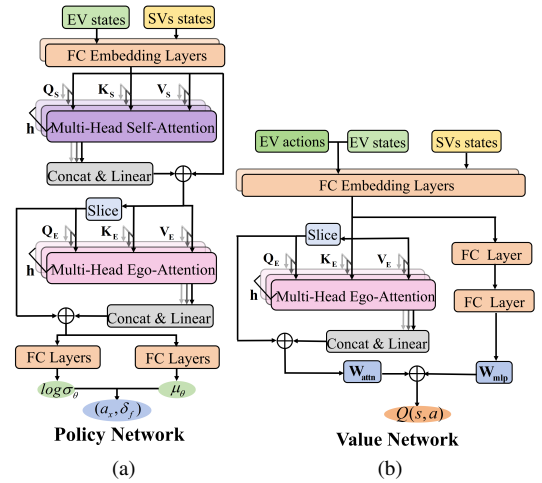 EV states
SVs states
FC Embedding Layers
Q_S
K_S
V_S
h
Multi-Head Self-Attention
Concat & Linear
Slice
Q_E
K_E
V_E
h
Multi-Head Ego-Attention
Concat & Linear
FC Layers
FC Layers
logσ_θ
μ_θ
(a_x, δ_f)
Policy Network
(a)
EV actions
EV states
SVs states
FC Embedding Layers
Slice
FC Layer
Q_E
K_E
V_E
h
Multi-Head Ego-Attention
FC Layer
Concat & Linear
W_attn
W_mlp
Q(s, a)
Value Network
(b)